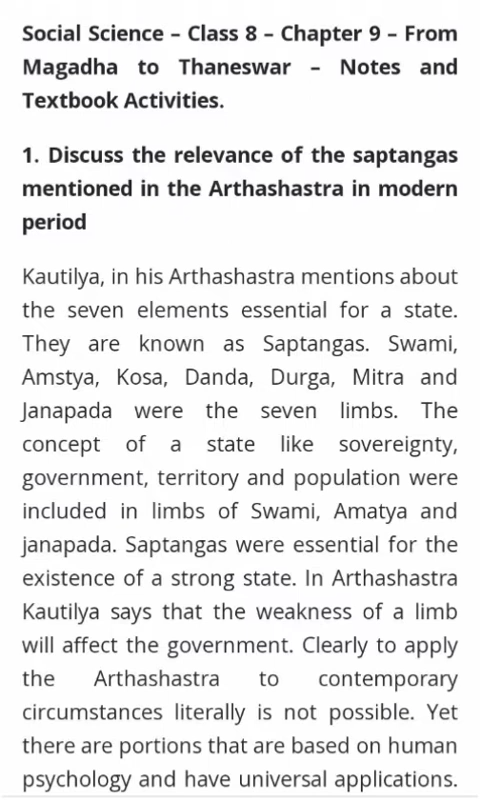 Social Science – Class 8 – Chapter 9 – From
Magadha to Thaneswar – Notes and
Textbook Activities.
1. Discuss the relevance of the saptangas
mentioned in the Arthashastra in modern
period
Kautilya, in his Arthashastra mentions about
the seven elements essential for a state.
They are known as Saptangas. Swami,
Amstya, Kosa, Danda, Durga, Mitra and
Janapada were the seven limbs. The
concept of a state like sovereignty,
government, territory and population were
included in limbs of Swami, Amatya and
janapada. Saptangas were essential for the
existence of a strong state. In Arthashastra
Kautilya says that the weakness of a limb
will affect the government. Clearly to apply
the Arthashastra to contemporary
circumstances literally is not possible. Yet
there are portions that are based on human
psychology and have universal applications.